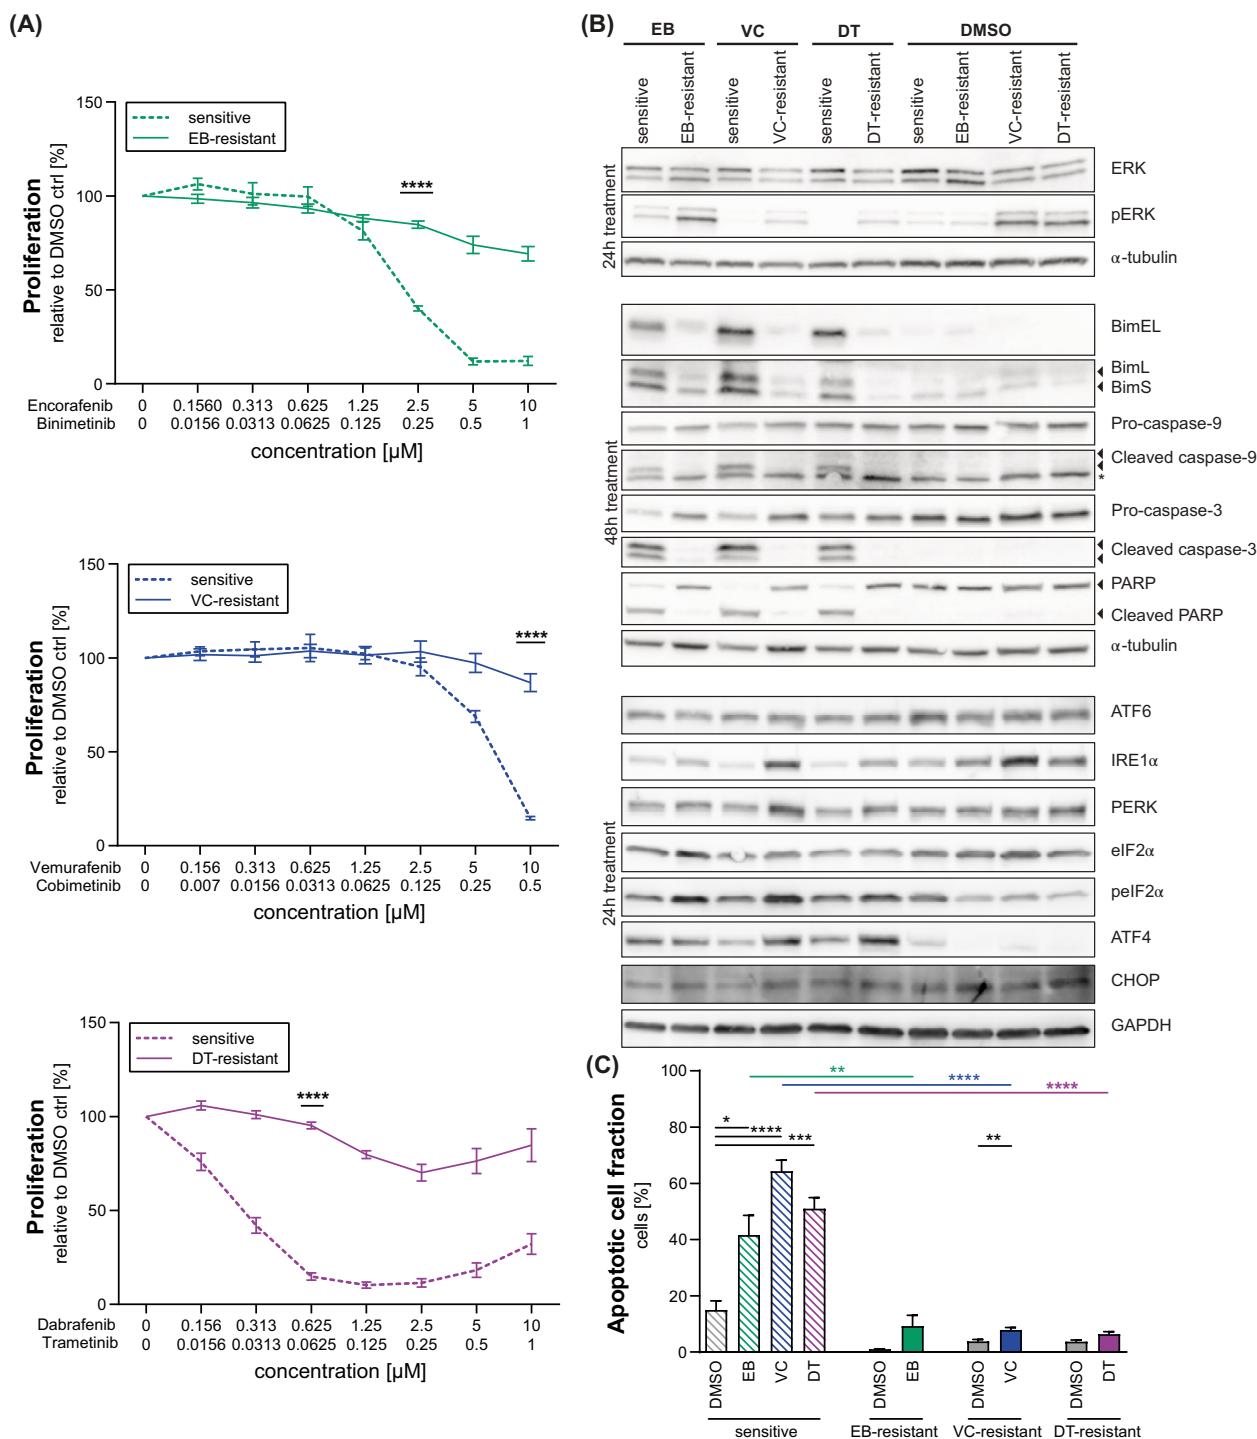 (A)
150
100
50
0
Proliferation
relative to DMSO ctrl [%]
sensitive
EB-resistant
****
Encorafenib 0 0.1560 0.313 0.625 1.25 2.5 5 10
Binimetinib 0 0.0156 0.0313 0.0625 0.125 0.25 0.5 1
concentration [µM]
150
100
50
0
Proliferation
relative to DMSO ctrl [%]
sensitive
VC-resistant
****
Vemurafenib 0 0.156 0.313 0.625 1.25 2.5 5 10
Cobimetinib 0 0.007 0.0156 0.0313 0.0625 0.125 0.25 0.5
concentration [µM]
150
100
50
0
Proliferation
relative to DMSO ctrl [%]
sensitive
DT-resistant
****
Dabrafenib 0 0.156 0.313 0.625 1.25 2.5 5 10
Trametinib 0 0.0156 0.0313 0.0625 0.125 0.25 0.5 1
concentration [µM]
(B)
EB VC DT DMSO
sensitive EB-resistant sensitive VC-resistant sensitive DT-resistant sensitive EB-resistant VC-resistant DT-resistant
24h treatment
ERK
pERK
α-tubulin
48h treatment
BimEL
BimL
BimS
Pro-caspase-9
Cleaved caspase-9
*
Pro-caspase-3
Cleaved caspase-3
PARP
Cleaved PARP
α-tubulin
24h treatment
ATF6
IRE1α
PERK
eIF2α
peIF2α
ATF4
CHOP
GAPDH
(C)
100
80
60
40
20
0
Apoptotic cell fraction
cells [%]
**
****
****
*
****
***
**
DMSO EB VC DT DMSO EB DMSO VC DMSO DT
sensitive EB-resistant VC-resistant DT-resistant